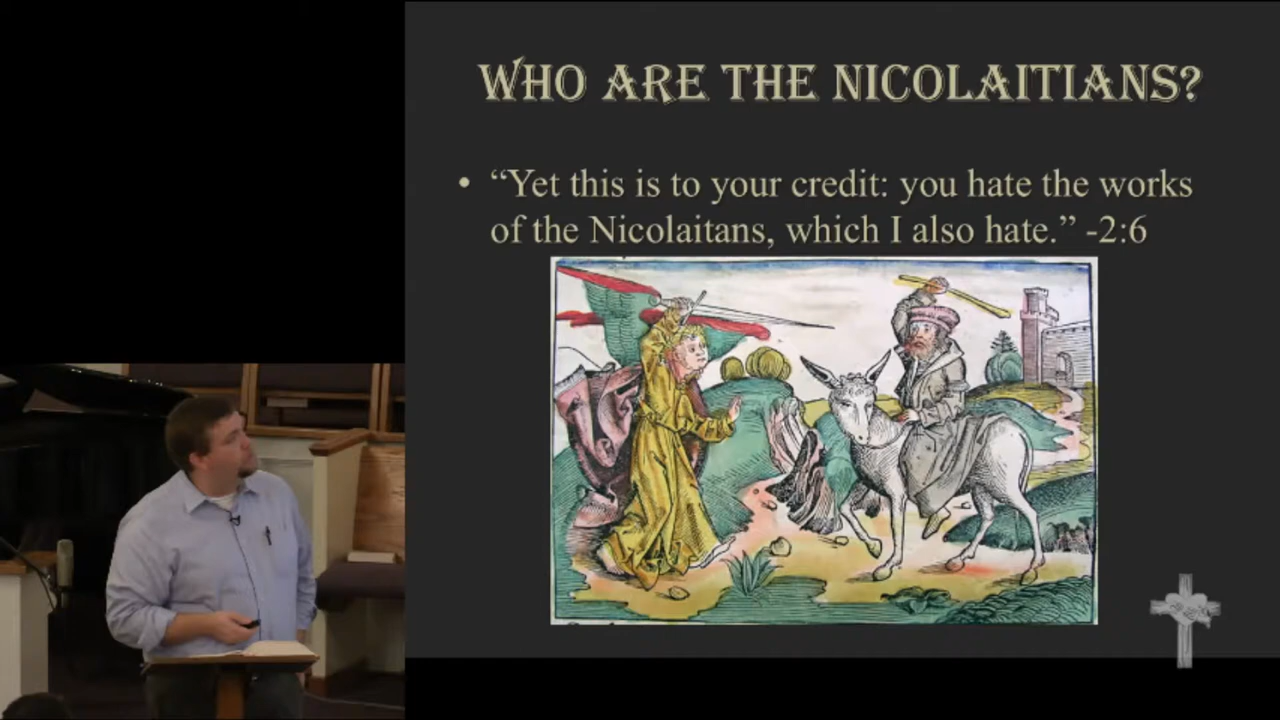 WHO ARE THE NICOLAITIANS?
• “Yet this is to your credit: you hate the works
of the Nicolaitans, which I also hate.” -2:6